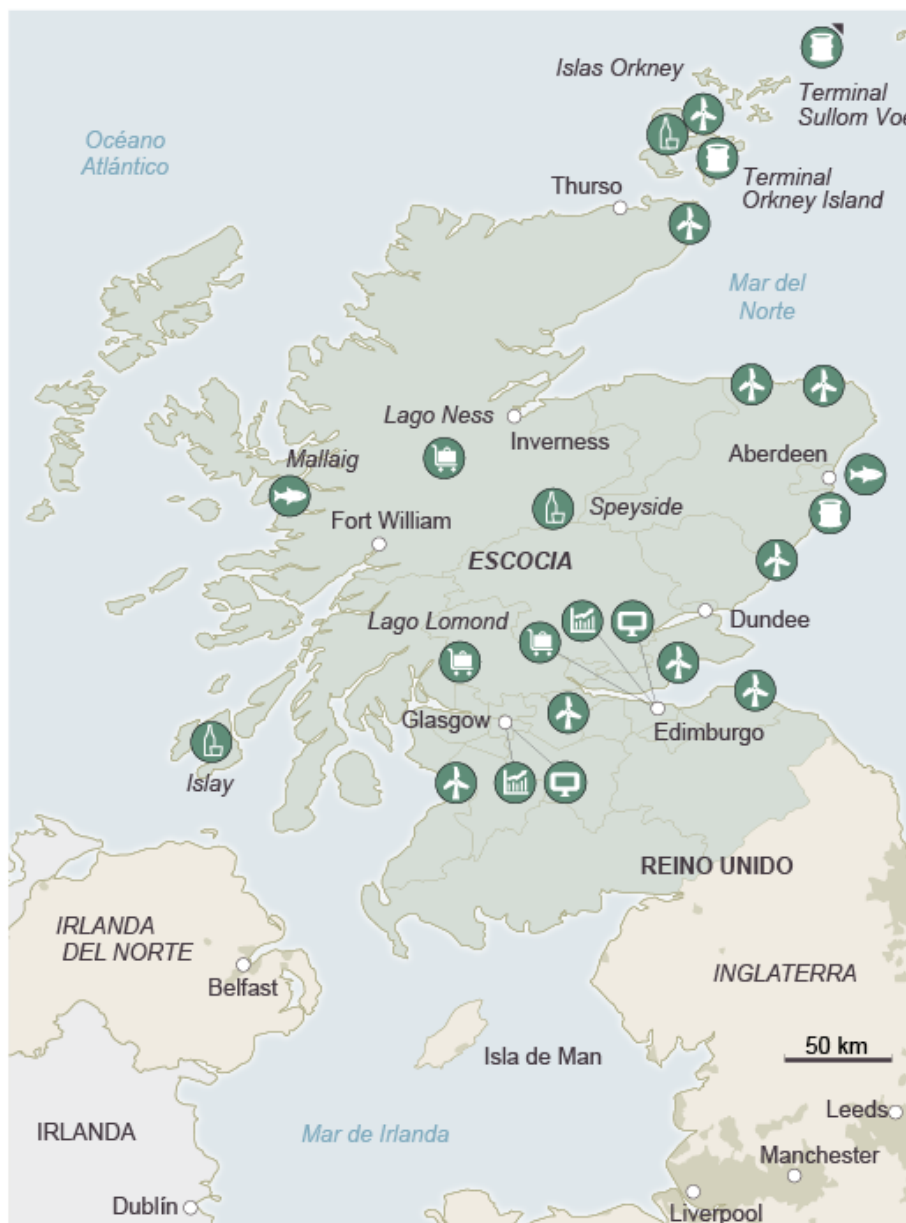 Islas Orkney
Terminal
Sullom Voe
Océano
Atlántico
Terminal
Orkney Island
Thurso
Mar del
Norte
Lago Ness
Inverness
Mallaig
Aberdeen
Speyside
Fort William
ESCOCIA
Lago Lomond
Dundee
Glasgow
Edimburgo
Islay
REINO UNIDO
IRLANDA
DEL NORTE
Belfast
INGLATERRA
50 km
Isla de Man
Leeds
IRLANDA
Mar de Irlanda
Manchester
Dublín
Liverpool